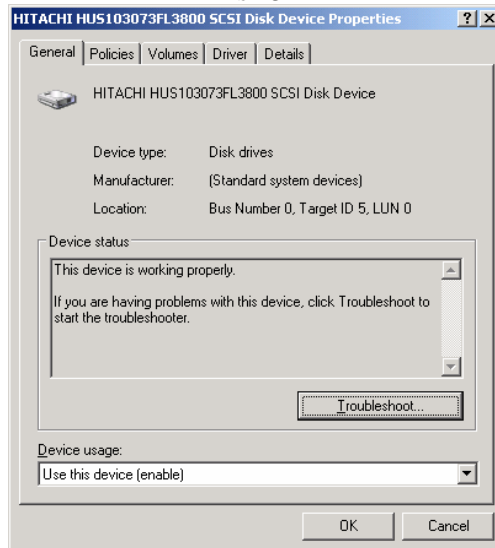 HITACHI HUS103073FL3800 SCSI Disk Device Properties
General Policies Volumes Driver Details
HITACHI HUS103073FL3800 SCSI Disk Device
Device type: Disk drives
Manufacturer: (Standard system devices)
Location: Bus Number 0, Target ID 5, LUN 0
Device status
This device is working properly.
If you are having problems with this device, click Troubleshoot to
start the troubleshooter.
Troubleshoot...
Device usage:
Use this device (enable)
OK Cancel